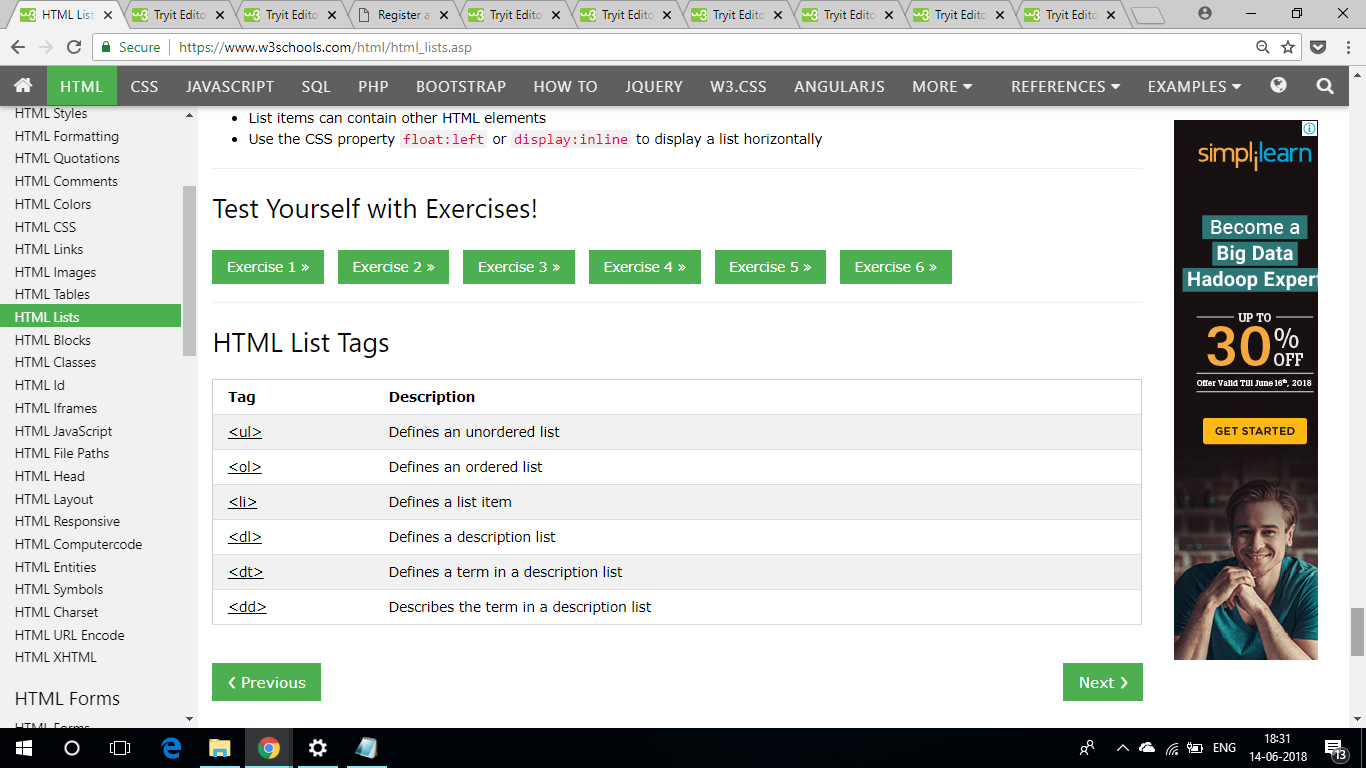 HTML List
Tryit Edito
Tryit Edito
Register a
Tryit Edito
Tryit Edito
Tryit Edito
Tryit Edito
Tryit Edito
Tryit Edito
Secure
https://www.w3schools.com/html/html_lists.asp
HTML CSS JAVASCRIPT SQL PHP BOOTSTRAP HOW TO JQUERY W3.CSS ANGULARJS MORE REFERENCES EXAMPLES
HTML Styles
HTML Formatting
HTML Quotations
HTML Comments
HTML Colors
HTML CSS
HTML Links
HTML Images
HTML Tables
HTML Lists
HTML Blocks
HTML Classes
HTML Id
HTML Iframes
HTML JavaScript
HTML File Paths
HTML Head
HTML Layout
HTML Responsive
HTML Computercode
HTML Entities
HTML Symbols
HTML Charset
HTML URL Encode
HTML XHTML
HTML Forms
HTML Forms
• List items can contain other HTML elements
• Use the CSS property float:left or display:inline to display a list horizontally
Test Yourself with Exercises!
Exercise 1 » Exercise 2 » Exercise 3 » Exercise 4 » Exercise 5 » Exercise 6 »
HTML List Tags
Tag Description
<ul> Defines an unordered list
<ol> Defines an ordered list
<li> Defines a list item
<dl> Defines a description list
<dt> Defines a term in a description list
<dd> Describes the term in a description list
❮ Previous Next ❯
simplilearn
Become a
Big Data
Hadoop Expert
UP TO
30% OFF
Offer Valid Till June 16th, 2018
GET STARTED
ENG
18:31
14-06-2018
13